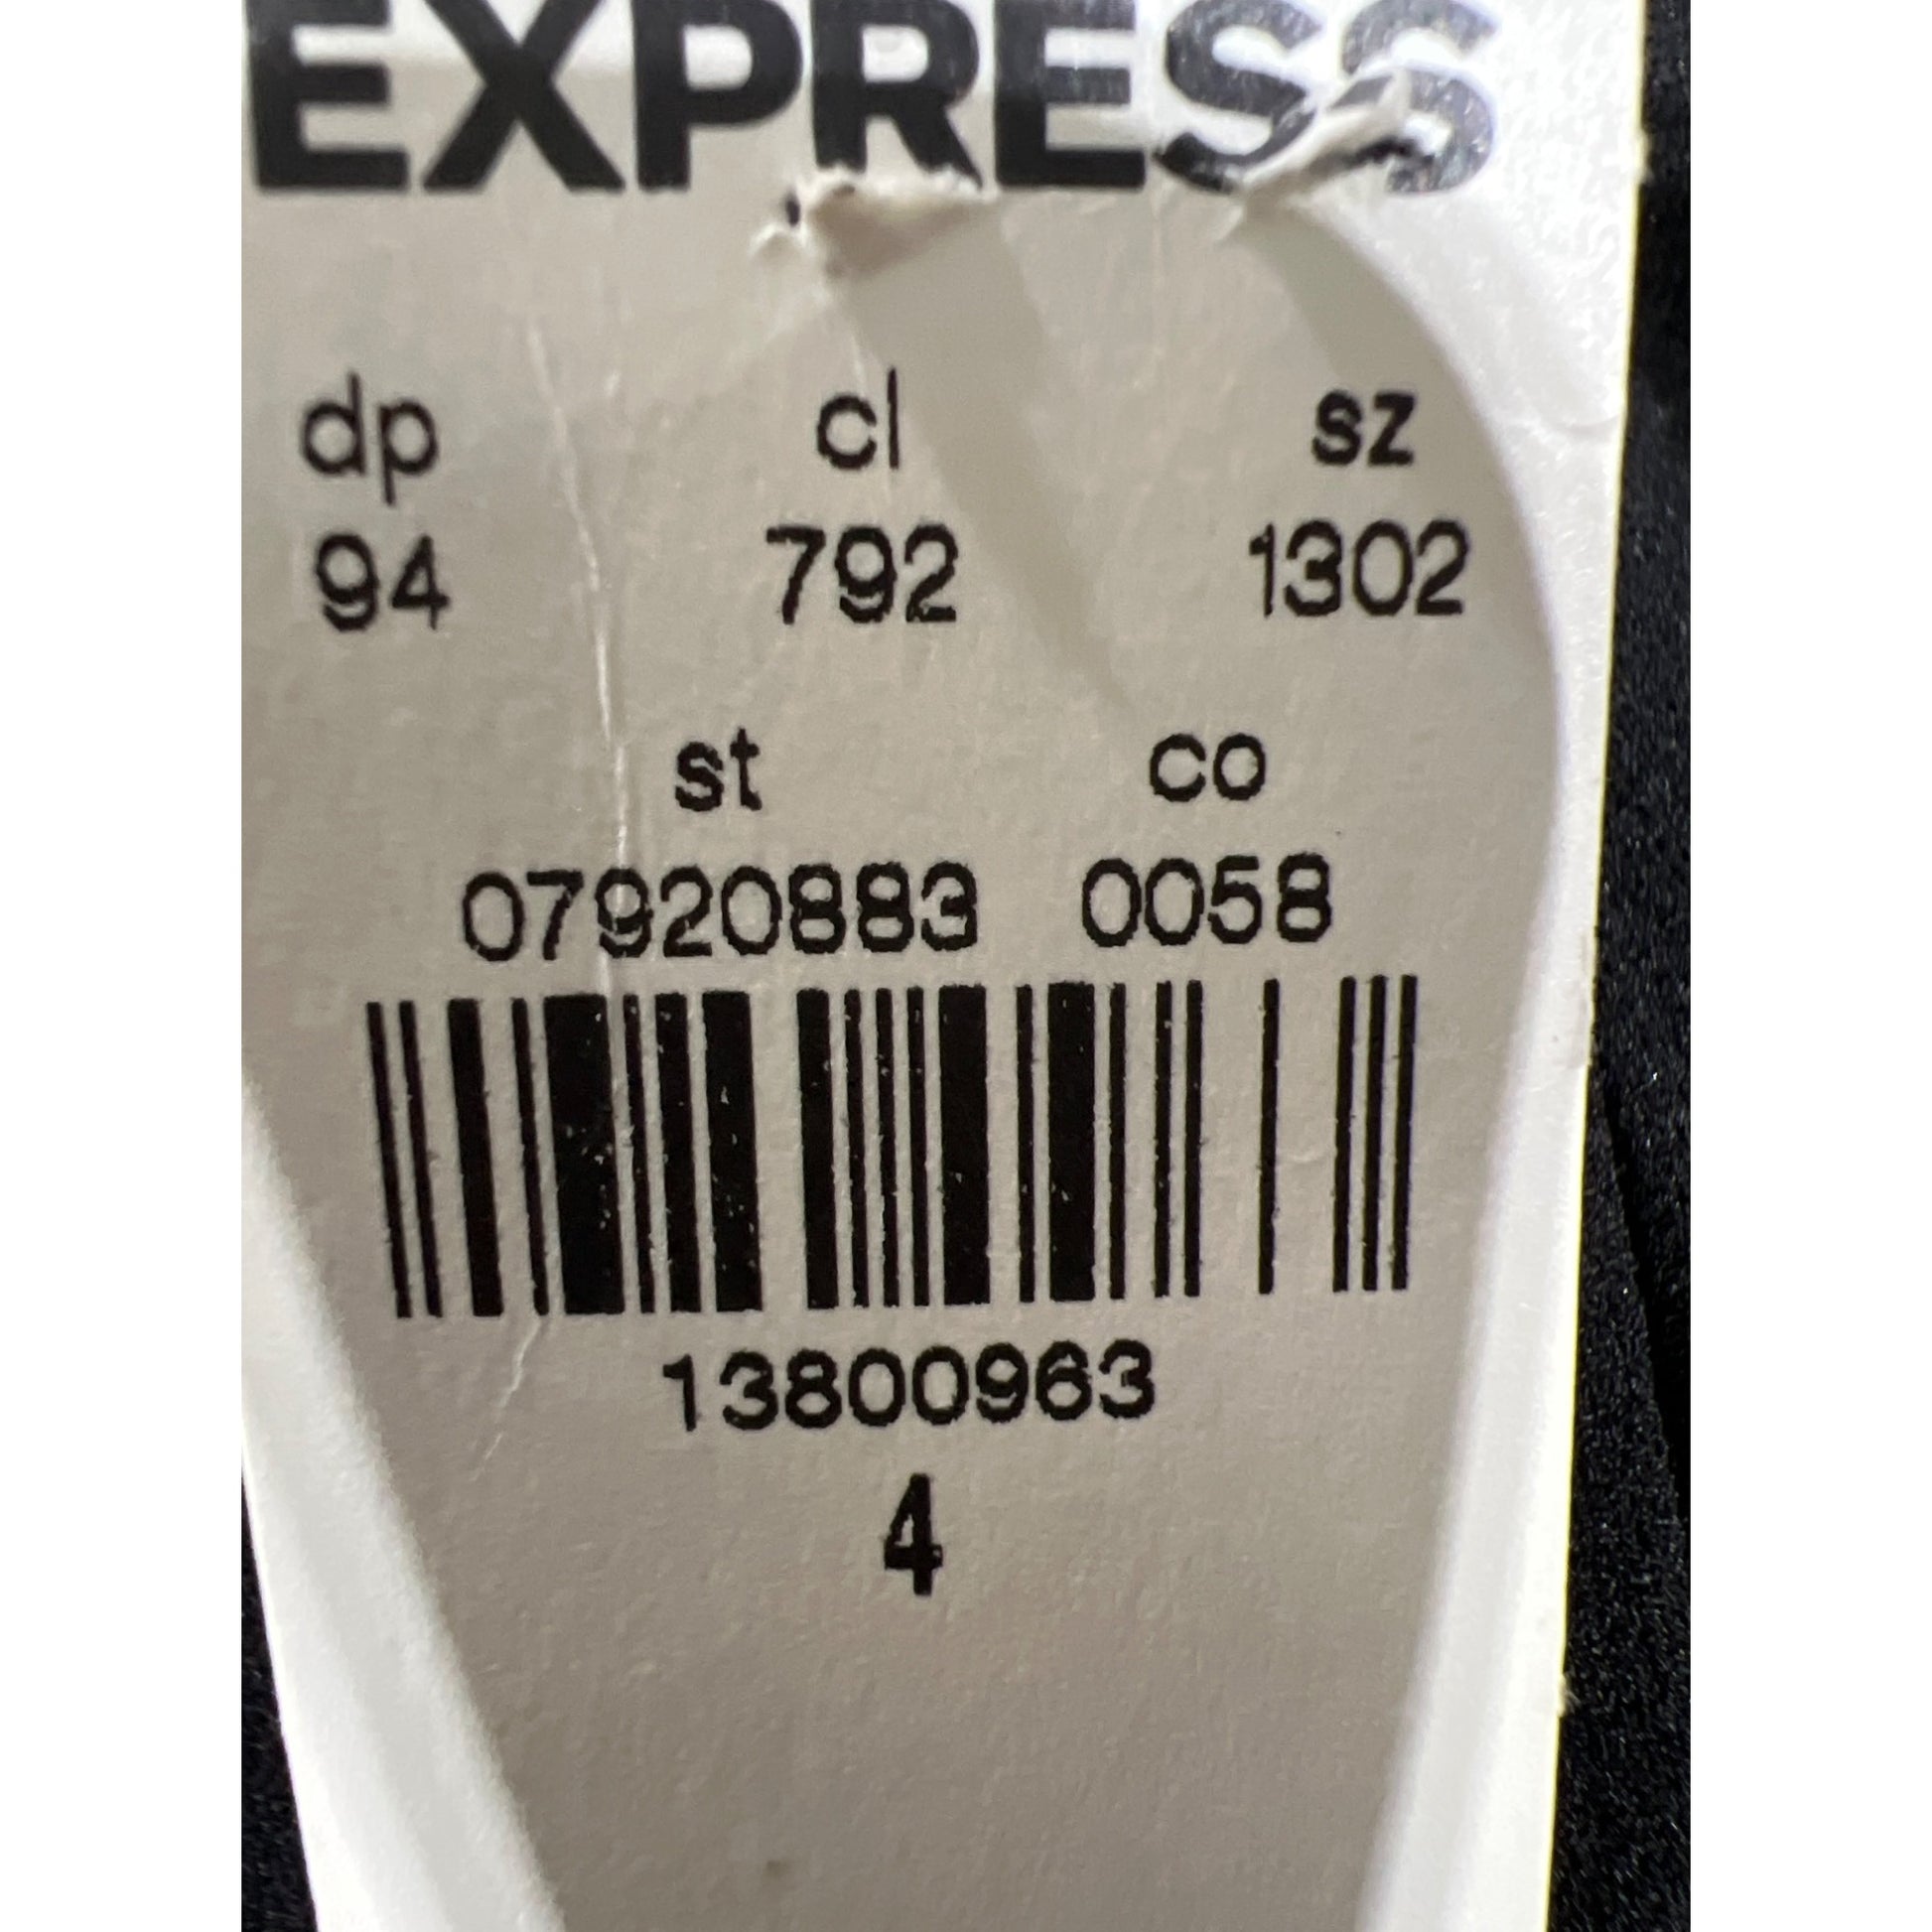 EXPRESS
dp cl sz
94 792 1302
st co
07920883 0058
13800963
4